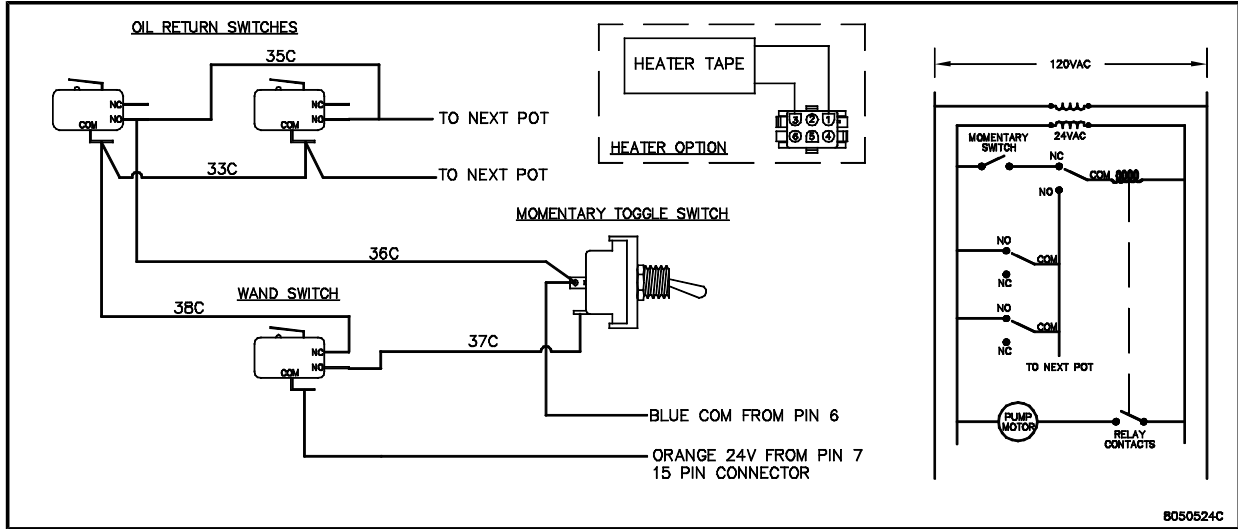 OIL RETURN SWITCHES
35C
NC
NO
COM
NC
NO
COM
TO NEXT POT
33C
TO NEXT POT
HEATER TAPE
3 2 1
6 5 4
HEATER OPTION
MOMENTARY TOGGLE SWITCH
36C
WAND SWITCH
38C
NC
NO
COM
37C
BLUE COM FROM PIN 6
ORANGE 24V FROM PIN 7
15 PIN CONNECTOR
120VAC
24VAC
MOMENTARY
SWITCH
NC
COM
NO
NO
COM
NC
NO
COM
NC
TO NEXT POT
PUMP
MOTOR
RELAY
CONTACTS
8050524C